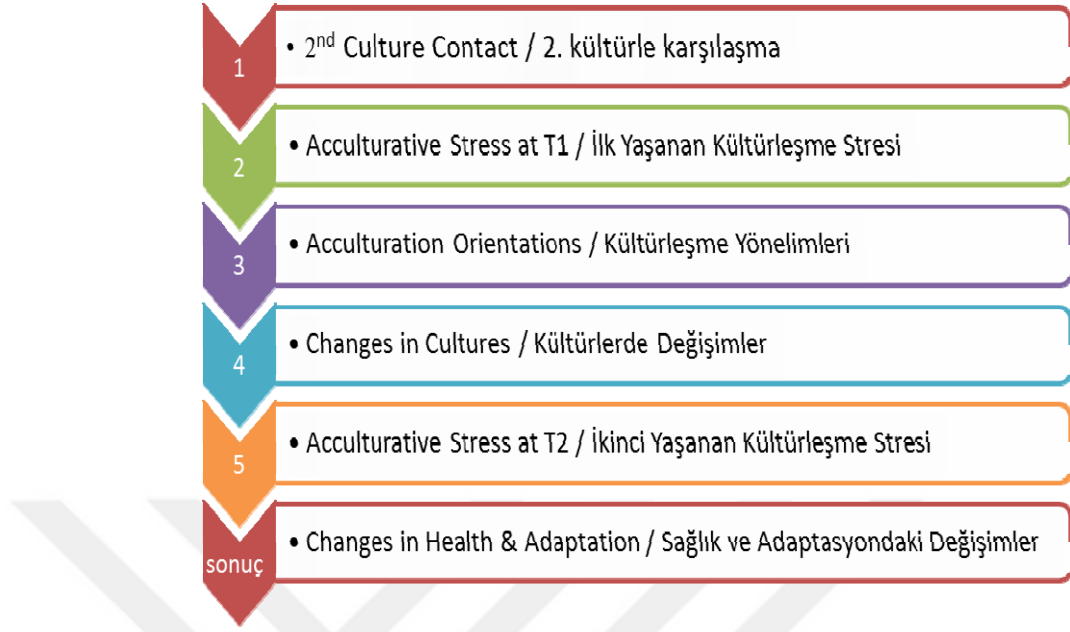 1
• 2nd Culture Contact / 2. kültürle karşılaşma
2
• Acculturative Stress at T1 / İlk Yaşanan Kültürleşme Stresi
3
• Acculturation Orientations / Kültürleşme Yönelimleri
4
• Changes in Cultures / Kültürlerde Değişimler
5
• Acculturative Stress at T2 / İkinci Yaşanan Kültürleşme Stresi
sonuç
• Changes in Health & Adaptation / Sağlık ve Adaptasyondaki Değişimler